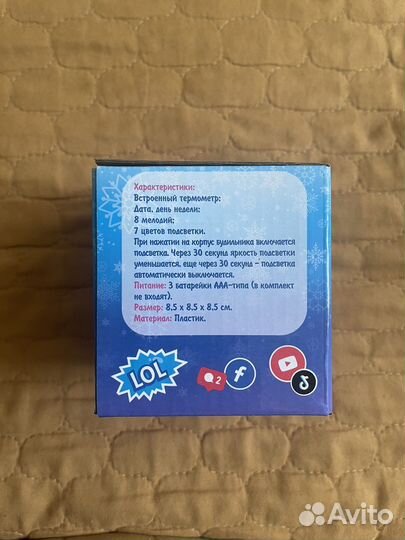 Характеристики:
Встроенный термометр;
Дата, день недели;
8 мелодий;
7 цветов подсветки.
При нажатии на корпус будильника включается
подсветка. Через 30 секунд яркость подсветки
уменьшается, еще через 30 секунд – подсветка
автоматически выключается.
Питание: 3 батарейки ААА-типа (в комплект
не входят).
Размер: 8,5 х 8,5 х 8,5 см.
Материал: Пластик.
LOL
2
f
Avito